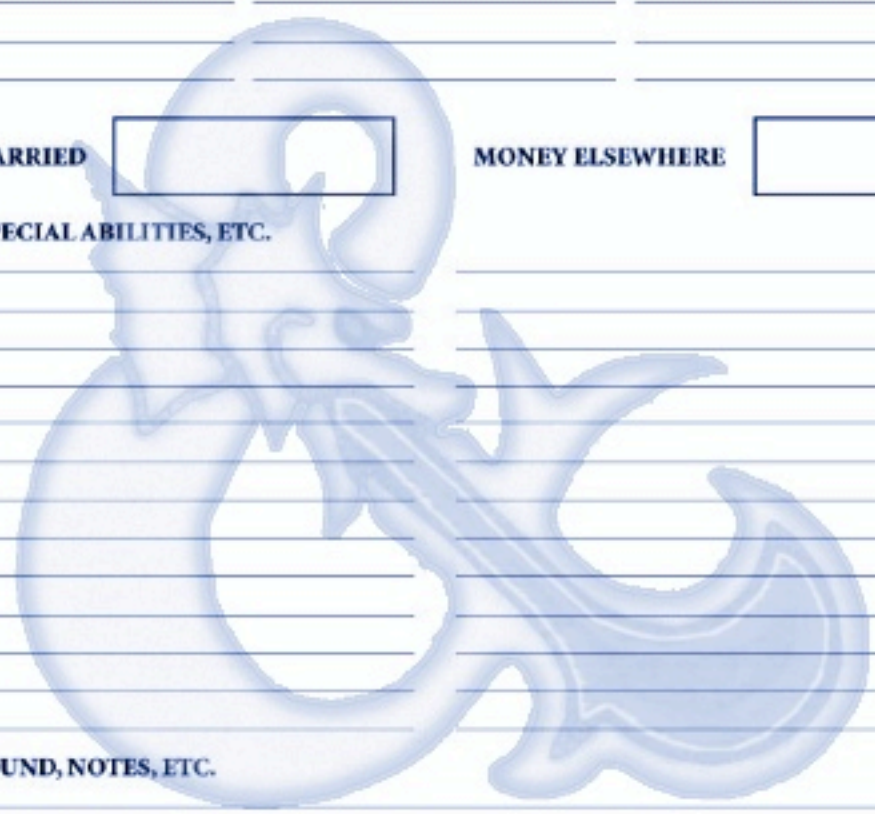 ARRIED MONEY ELSEWHERE
ECIAL ABILITIES, ETC.
UND, NOTES, ETC.